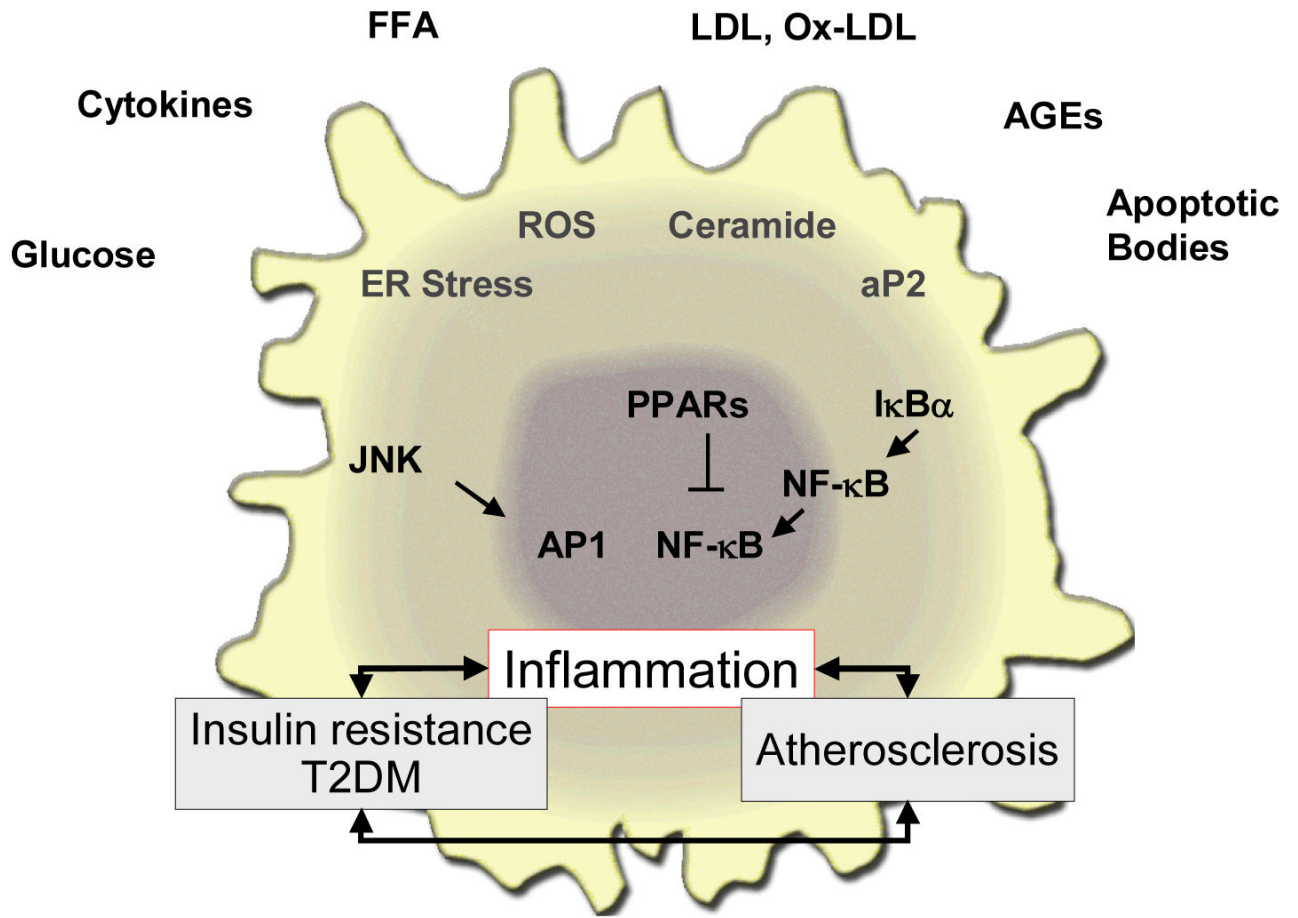 FFA
LDL, Ox-LDL
Cytokines
AGEs
Glucose
Apoptotic
Bodies
ROS
Ceramide
ER Stress
aP2
PPARs
IκBα
JNK
NF-κB
AP1
NF-κB
Inflammation
Insulin resistance
T2DM
Atherosclerosis